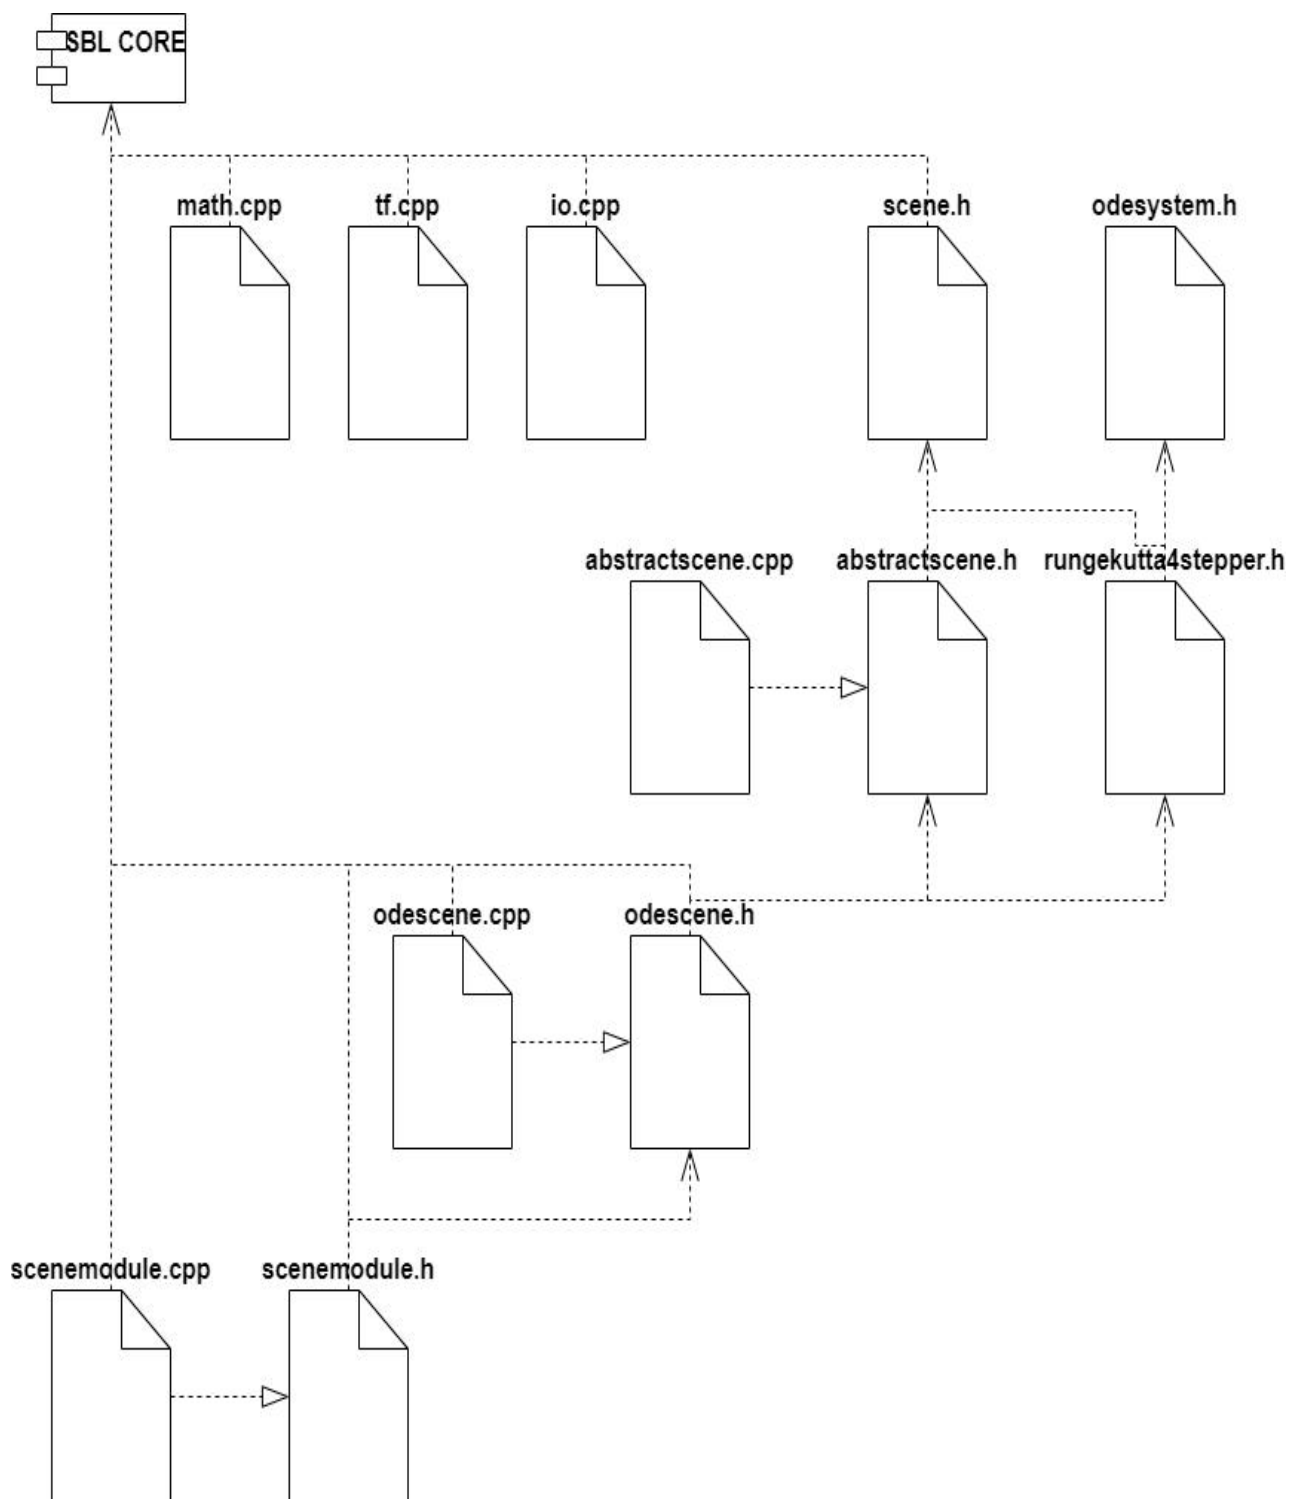 SBL CORE
math.cpp
tf.cpp
io.cpp
scene.h
odesystem.h
abstractscene.cpp
abstractscene.h
rungekutta4stepper.h
odescene.cpp
odescene.h
scenemodule.cpp
scenemodule.h